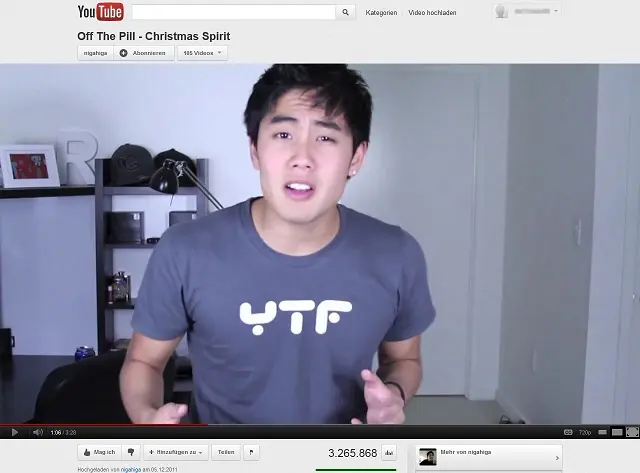 YouTube
Kategorien
Video hochladen
Off The Pill - Christmas Spirit
nigahiga
Abonnieren
105 Videos
R
YTF
1:06 / 3:28
720p
Mag ich
Hinzufügen zu
Teilen
3.265.868
Mehr von nigahiga
Hochgeladen von nigahiga am 05.12.2011